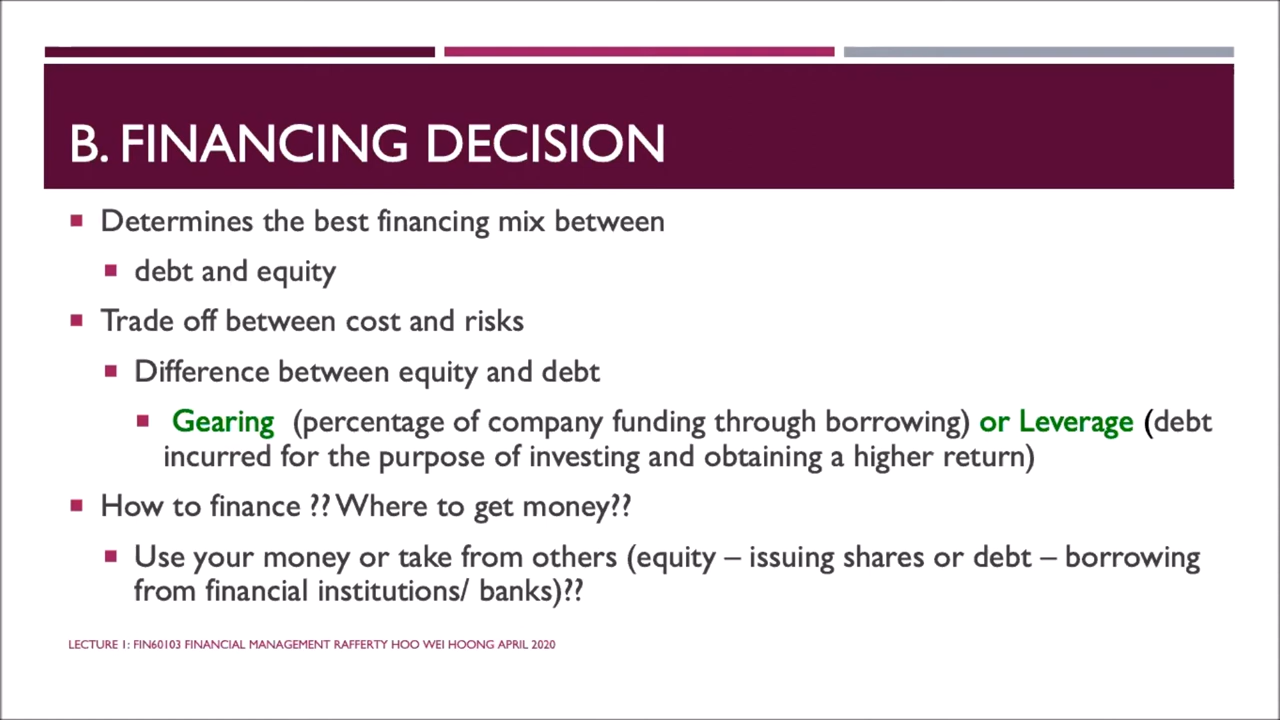 B. FINANCING DECISION
Determines the best financing mix between
debt and equity
Trade off between cost and risks
Difference between equity and debt
Gearing (percentage of company funding through borrowing) or Leverage (debt
incurred for the purpose of investing and obtaining a higher return)
How to finance ?? Where to get money??
Use your money or take from others (equity – issuing shares or debt – borrowing
from financial institutions/ banks)??
LECTURE 1: FIN60103 FINANCIAL MANAGEMENT RAFFERTY HOO WEI HOONG APRIL 2020